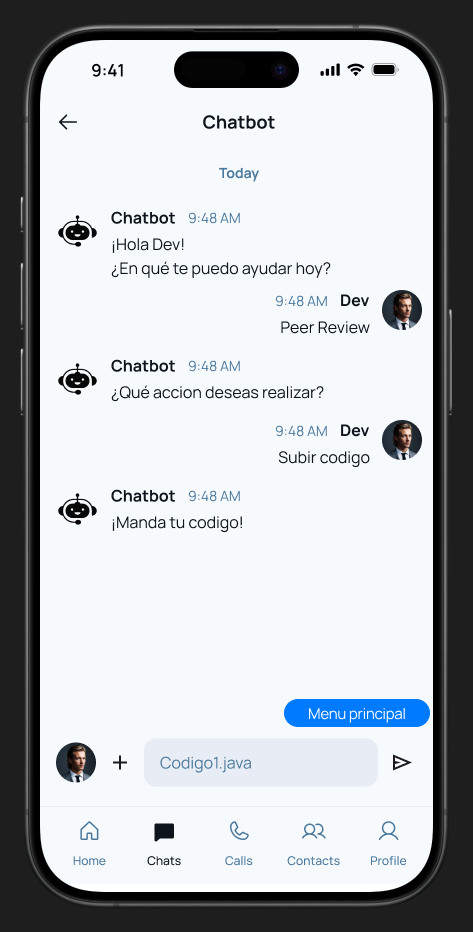 9:41
Chatbot
Today
Chatbot 9:48 AM
¡Hola Dev!
¿En qué te puedo ayudar hoy?
9:48 AM Dev
Peer Review
Chatbot 9:48 AM
¿Qué accion deseas realizar?
9:48 AM Dev
Subir codigo
Chatbot 9:48 AM
¡Manda tu codigo!
Menu principal
Codigo1.java
Home Chats Calls Contacts Profile